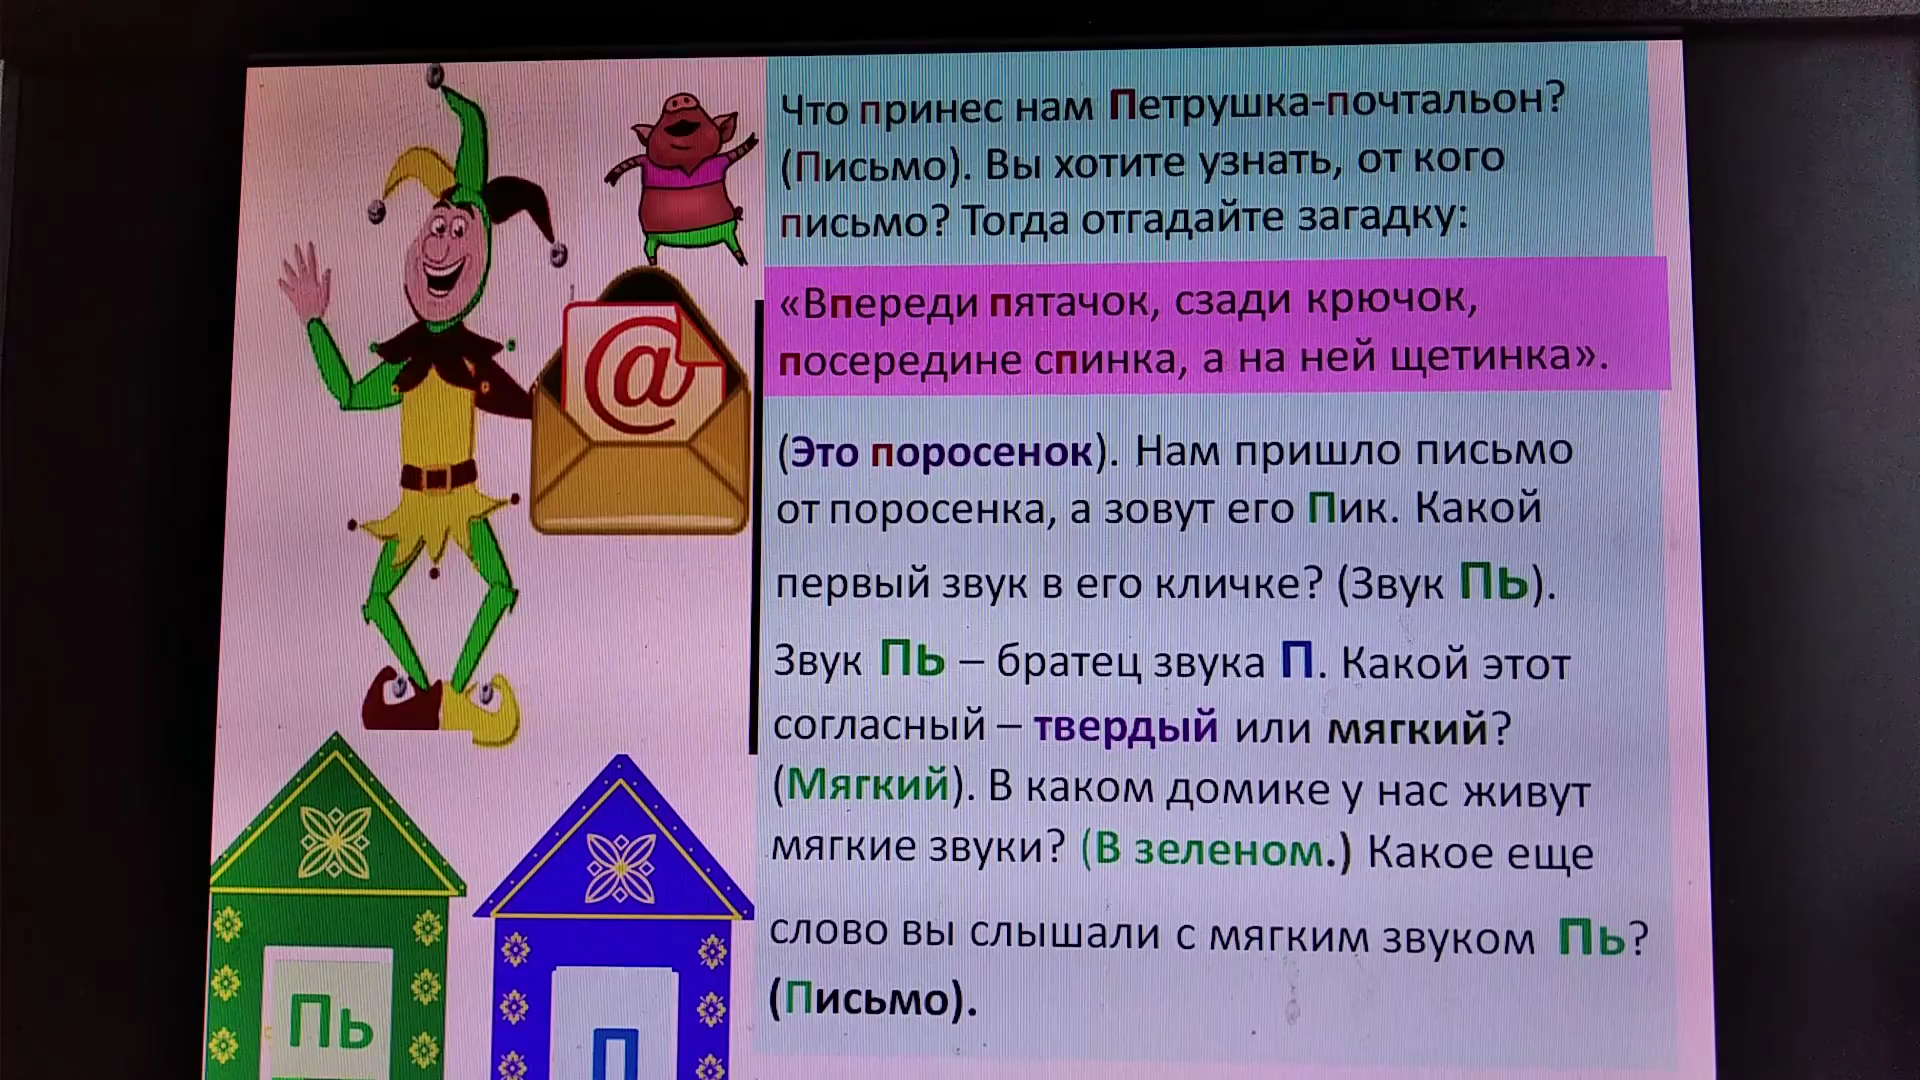 Что принес нам Петрушка-почтальон?
(Письмо). Вы хотите узнать, от кого
письмо? Тогда отгадайте загадку:
«Впереди пятачок, сзади крючок,
посередине спинка, а на ней щетинка».
(Это поросенок). Нам пришло письмо
от поросенка, а зовут его Пик. Какой
первый звук в его кличке? (Звук Пь).
Звук Пь – братец звука П. Какой этот
согласный – твердый или мягкий?
(Мягкий). В каком домике у нас живут
мягкие звуки? (В зеленом.) Какое еще
слово вы слышали с мягким звуком Пь?
(Письмо).
@
Пь
П